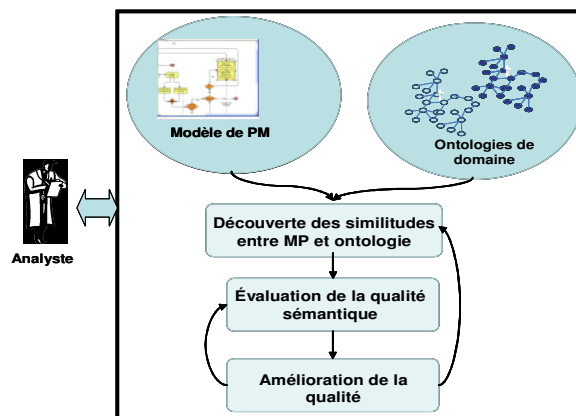 Modèle de PM
Ontologies de
domaine
Analyste
Découverte des similitudes
entre MP et ontologie
Évaluation de la qualité
sémantique
Amélioration de la
qualité